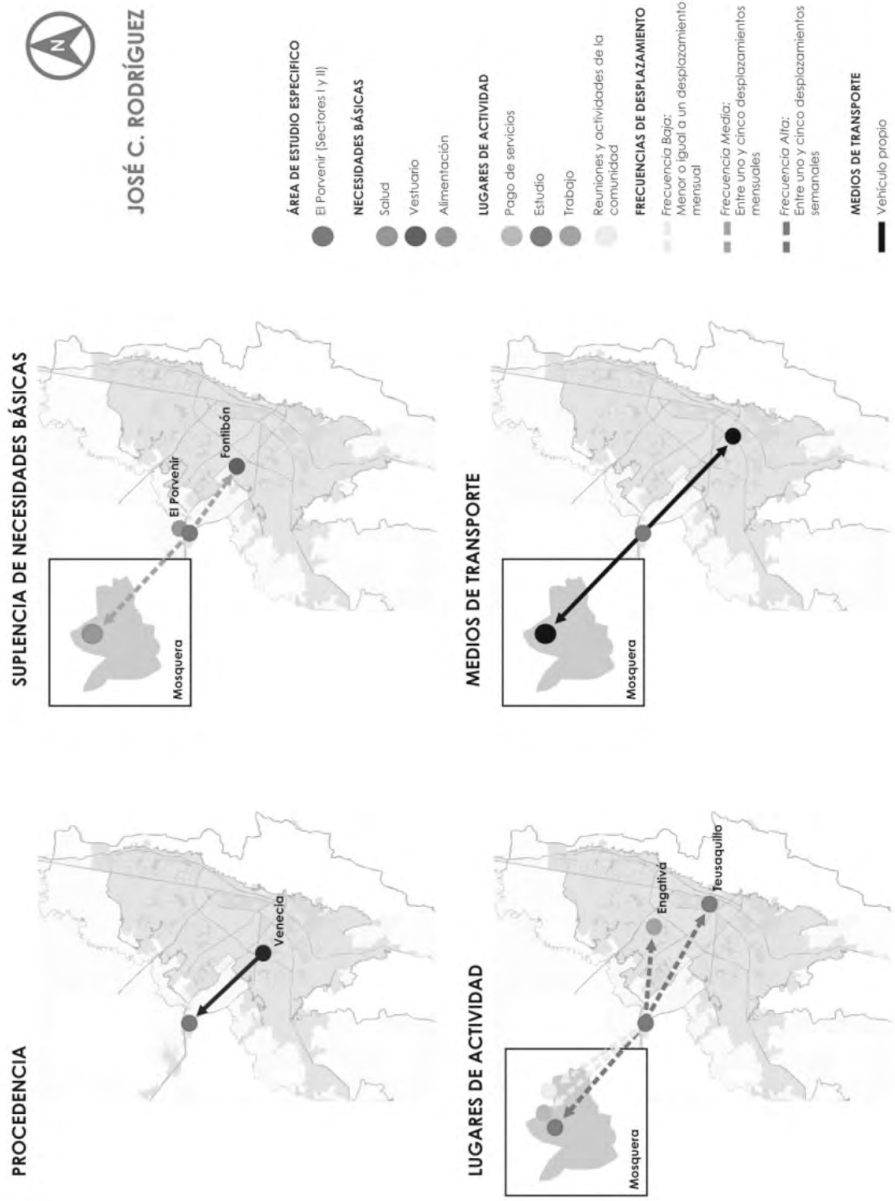 PROCEDENCIA
Venecia
SUPLENCIA DE NECESIDADES BÁSICAS
Mosquera
El Porvenir
Fontibón
LUGARES DE ACTIVIDAD
Mosquera
Engativá
Teusaquillo
MEDIOS DE TRANSPORTE
Mosquera
N
JOSÉ C. RODRÍGUEZ
ÁREA DE ESTUDIO ESPECIFICO
El Porvenir (Sectores I y II)
NECESIDADES BÁSICAS
Salud
Vestuario
Alimentación
LUGARES DE ACTIVIDAD
Pago de servicios
Estudio
Trabajo
Reuniones y actividades de la
comunidad
FRECUENCIAS DE DESPLAZAMIENTO
Frecuencia Baja:
Menor o igual a un desplazamiento
mensual
Frecuencia Media:
Entre uno y cinco desplazamientos
mensuales
Frecuencia Alta:
Entre uno y cinco desplazamientos
semanales
MEDIOS DE TRANSPORTE
Vehículo propio